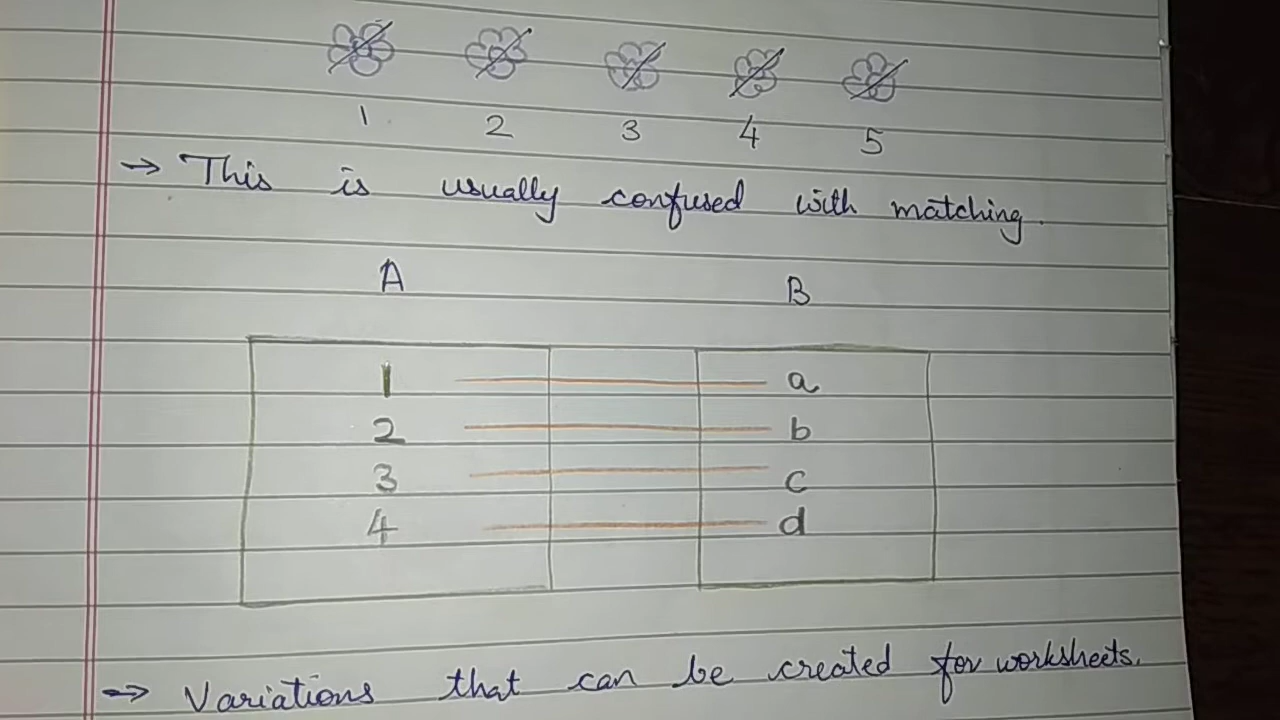 1 2 3 4 5
→ This is usually confused with matching.
A B
1 a
2 b
3 c
4 d
→ Variations that can be created for worksheets.